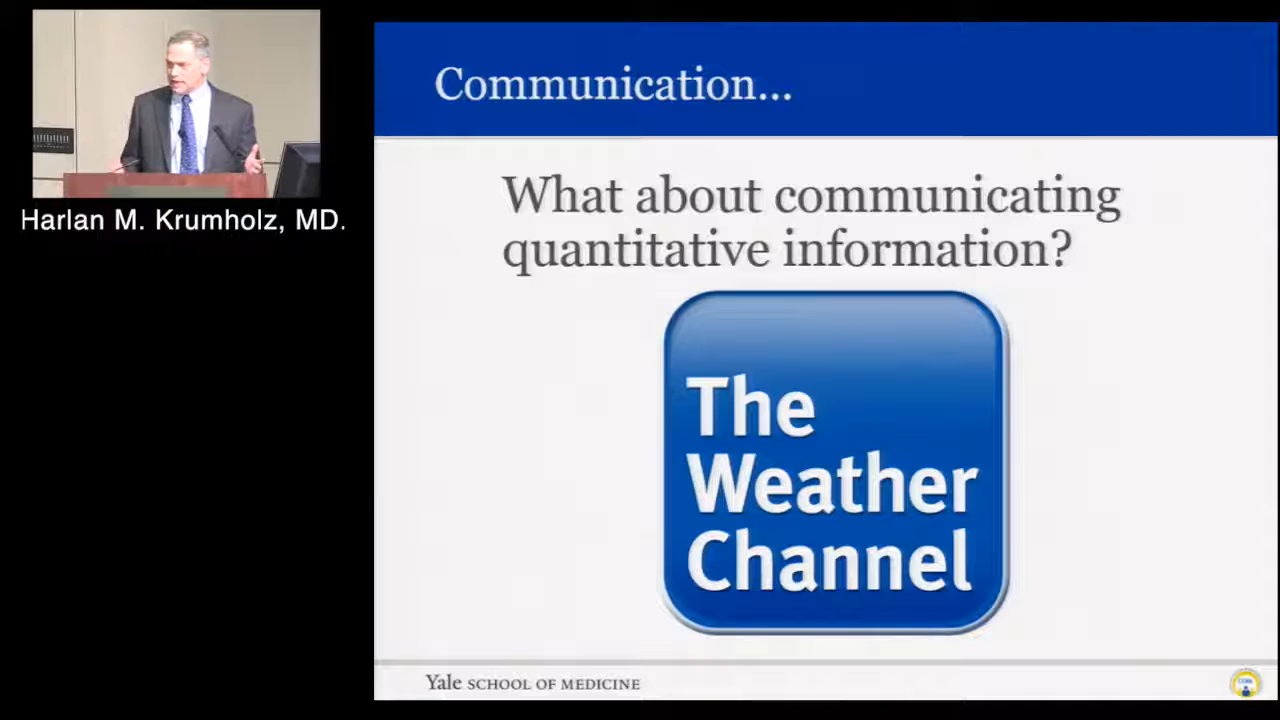 Communication...
What about communicating
quantitative information?
The
Weather
Channel
Harlan M. Krumholz, MD.
Yale SCHOOL OF MEDICINE